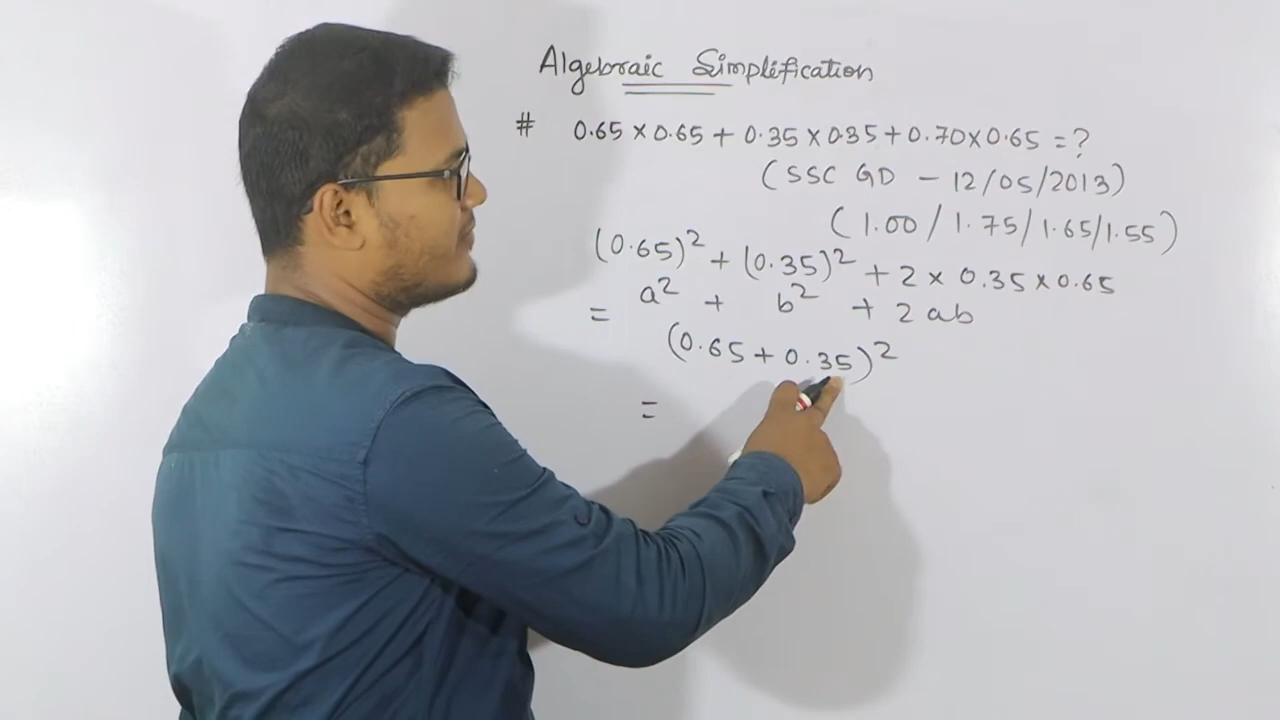 Algebraic Simplification
# 0.65 × 0.65 + 0.35 × 0.35 + 0.70 × 0.65 = ?
(SSC GD - 12/05/2013)
(1.00 / 1.75 / 1.65 / 1.55)
(0.65)² + (0.35)² + 2 × 0.35 × 0.65
= a² + b² + 2ab
(0.65 + 0.35)²
=